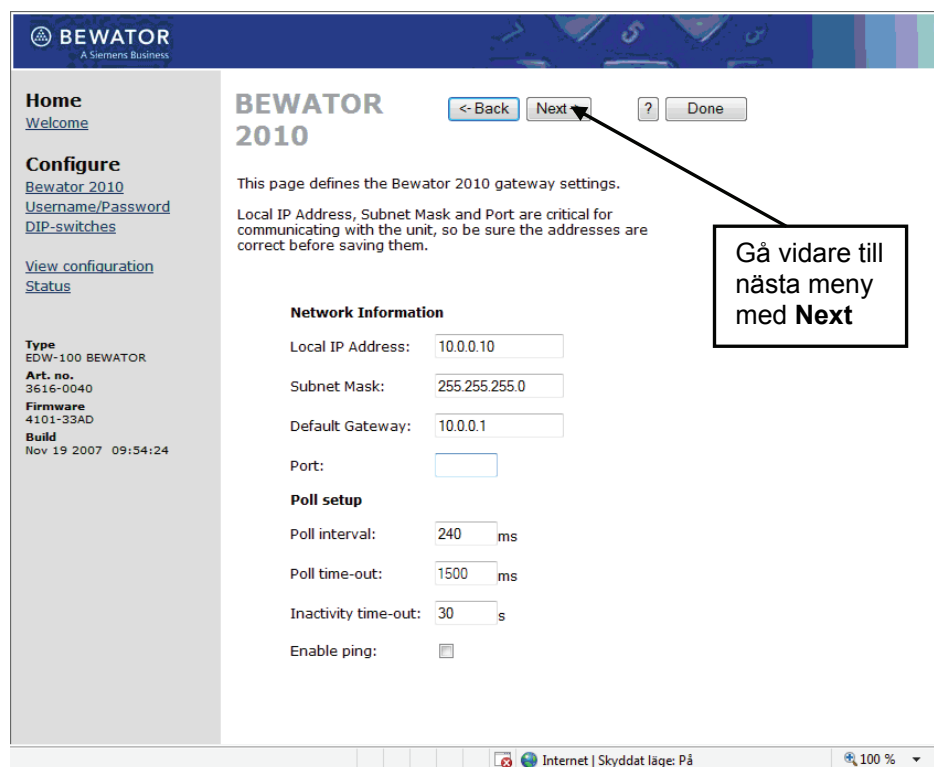 BEWATOR
A Siemens Business
Home
Welcome
Configure
Bewator 2010
Username/Password
DIP-switches
View configuration
Status
Type
EDW-100 BEWATOR
Art. no.
3616-0040
Firmware
4101-33AD
Build
Nov 19 2007 09:54:24
BEWATOR
2010
<- Back Next ? Done
This page defines the Bewator 2010 gateway settings.
Local IP Address, Subnet Mask and Port are critical for
communicating with the unit, so be sure the addresses are
correct before saving them.
Gå vidare till
nästa meny
med Next
Network Information
Local IP Address: 10.0.0.10
Subnet Mask: 255.255.255.0
Default Gateway: 10.0.0.1
Port:
Poll setup
Poll interval: 240 ms
Poll time-out: 1500 ms
Inactivity time-out: 30 s
Enable ping:
Internet | Skyddat läge: På 100 %